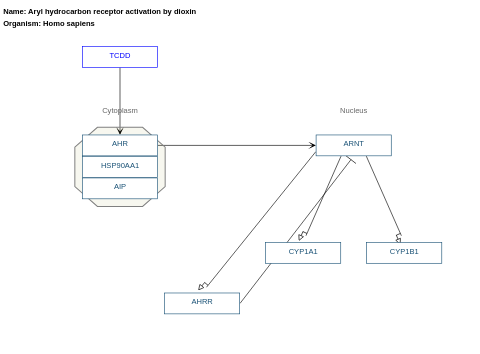 Name: Aryl hydrocarbon receptor activation by dioxin
Organism: Homo sapiens
TCDD
Cytoplasm
Nucleus
AHR
ARNT
HSP90AA1
AIP
CYP1A1
CYP1B1
AHRR